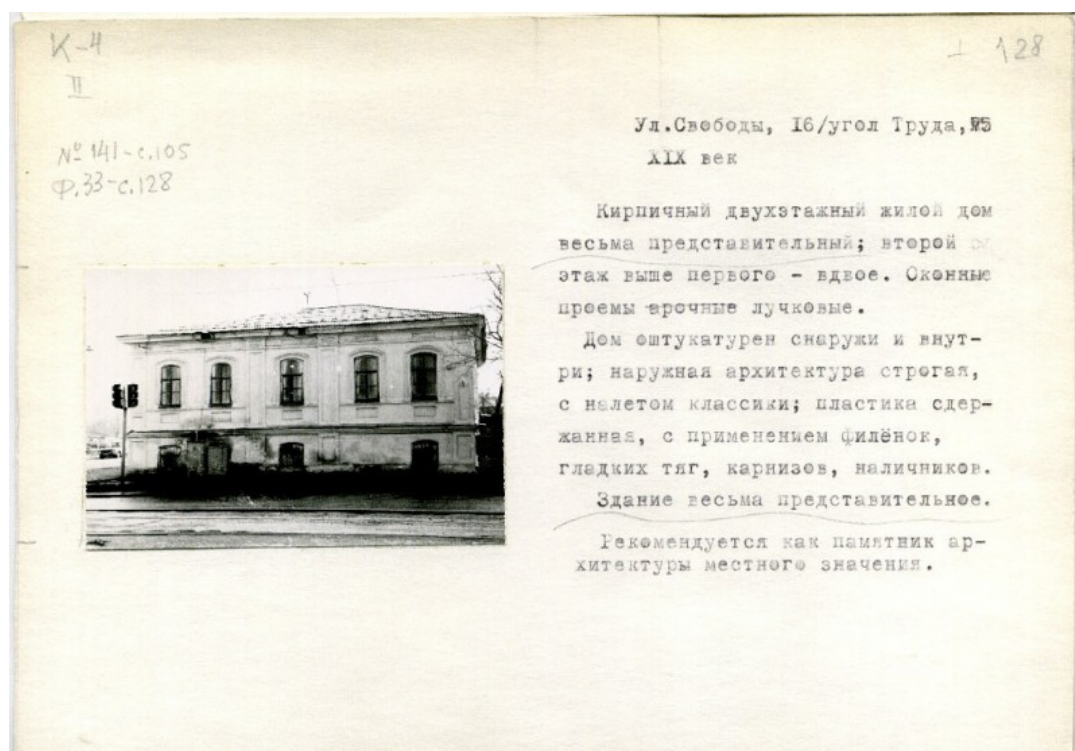 К-4
II
128
№ 141-с.105
Ф.33-с.128
Ул.Свободы, 16/угол Труда,
XIX век
Кирпичный двухэтажный жилой дом
весьма представительный; второй
этаж выше первого - вдвое. Оконные
проемы арочные лучковые.
Дом оштукатурен снаружи и внут-
ри; наружная архитектура строгая,
с налетом классики; пластика сдер-
жанная, с применением филёнок,
гладких тяг, карнизов, наличников.
Здание весьма представительное.
Рекомендуется как памятник ар-
хитектуры местного значения.